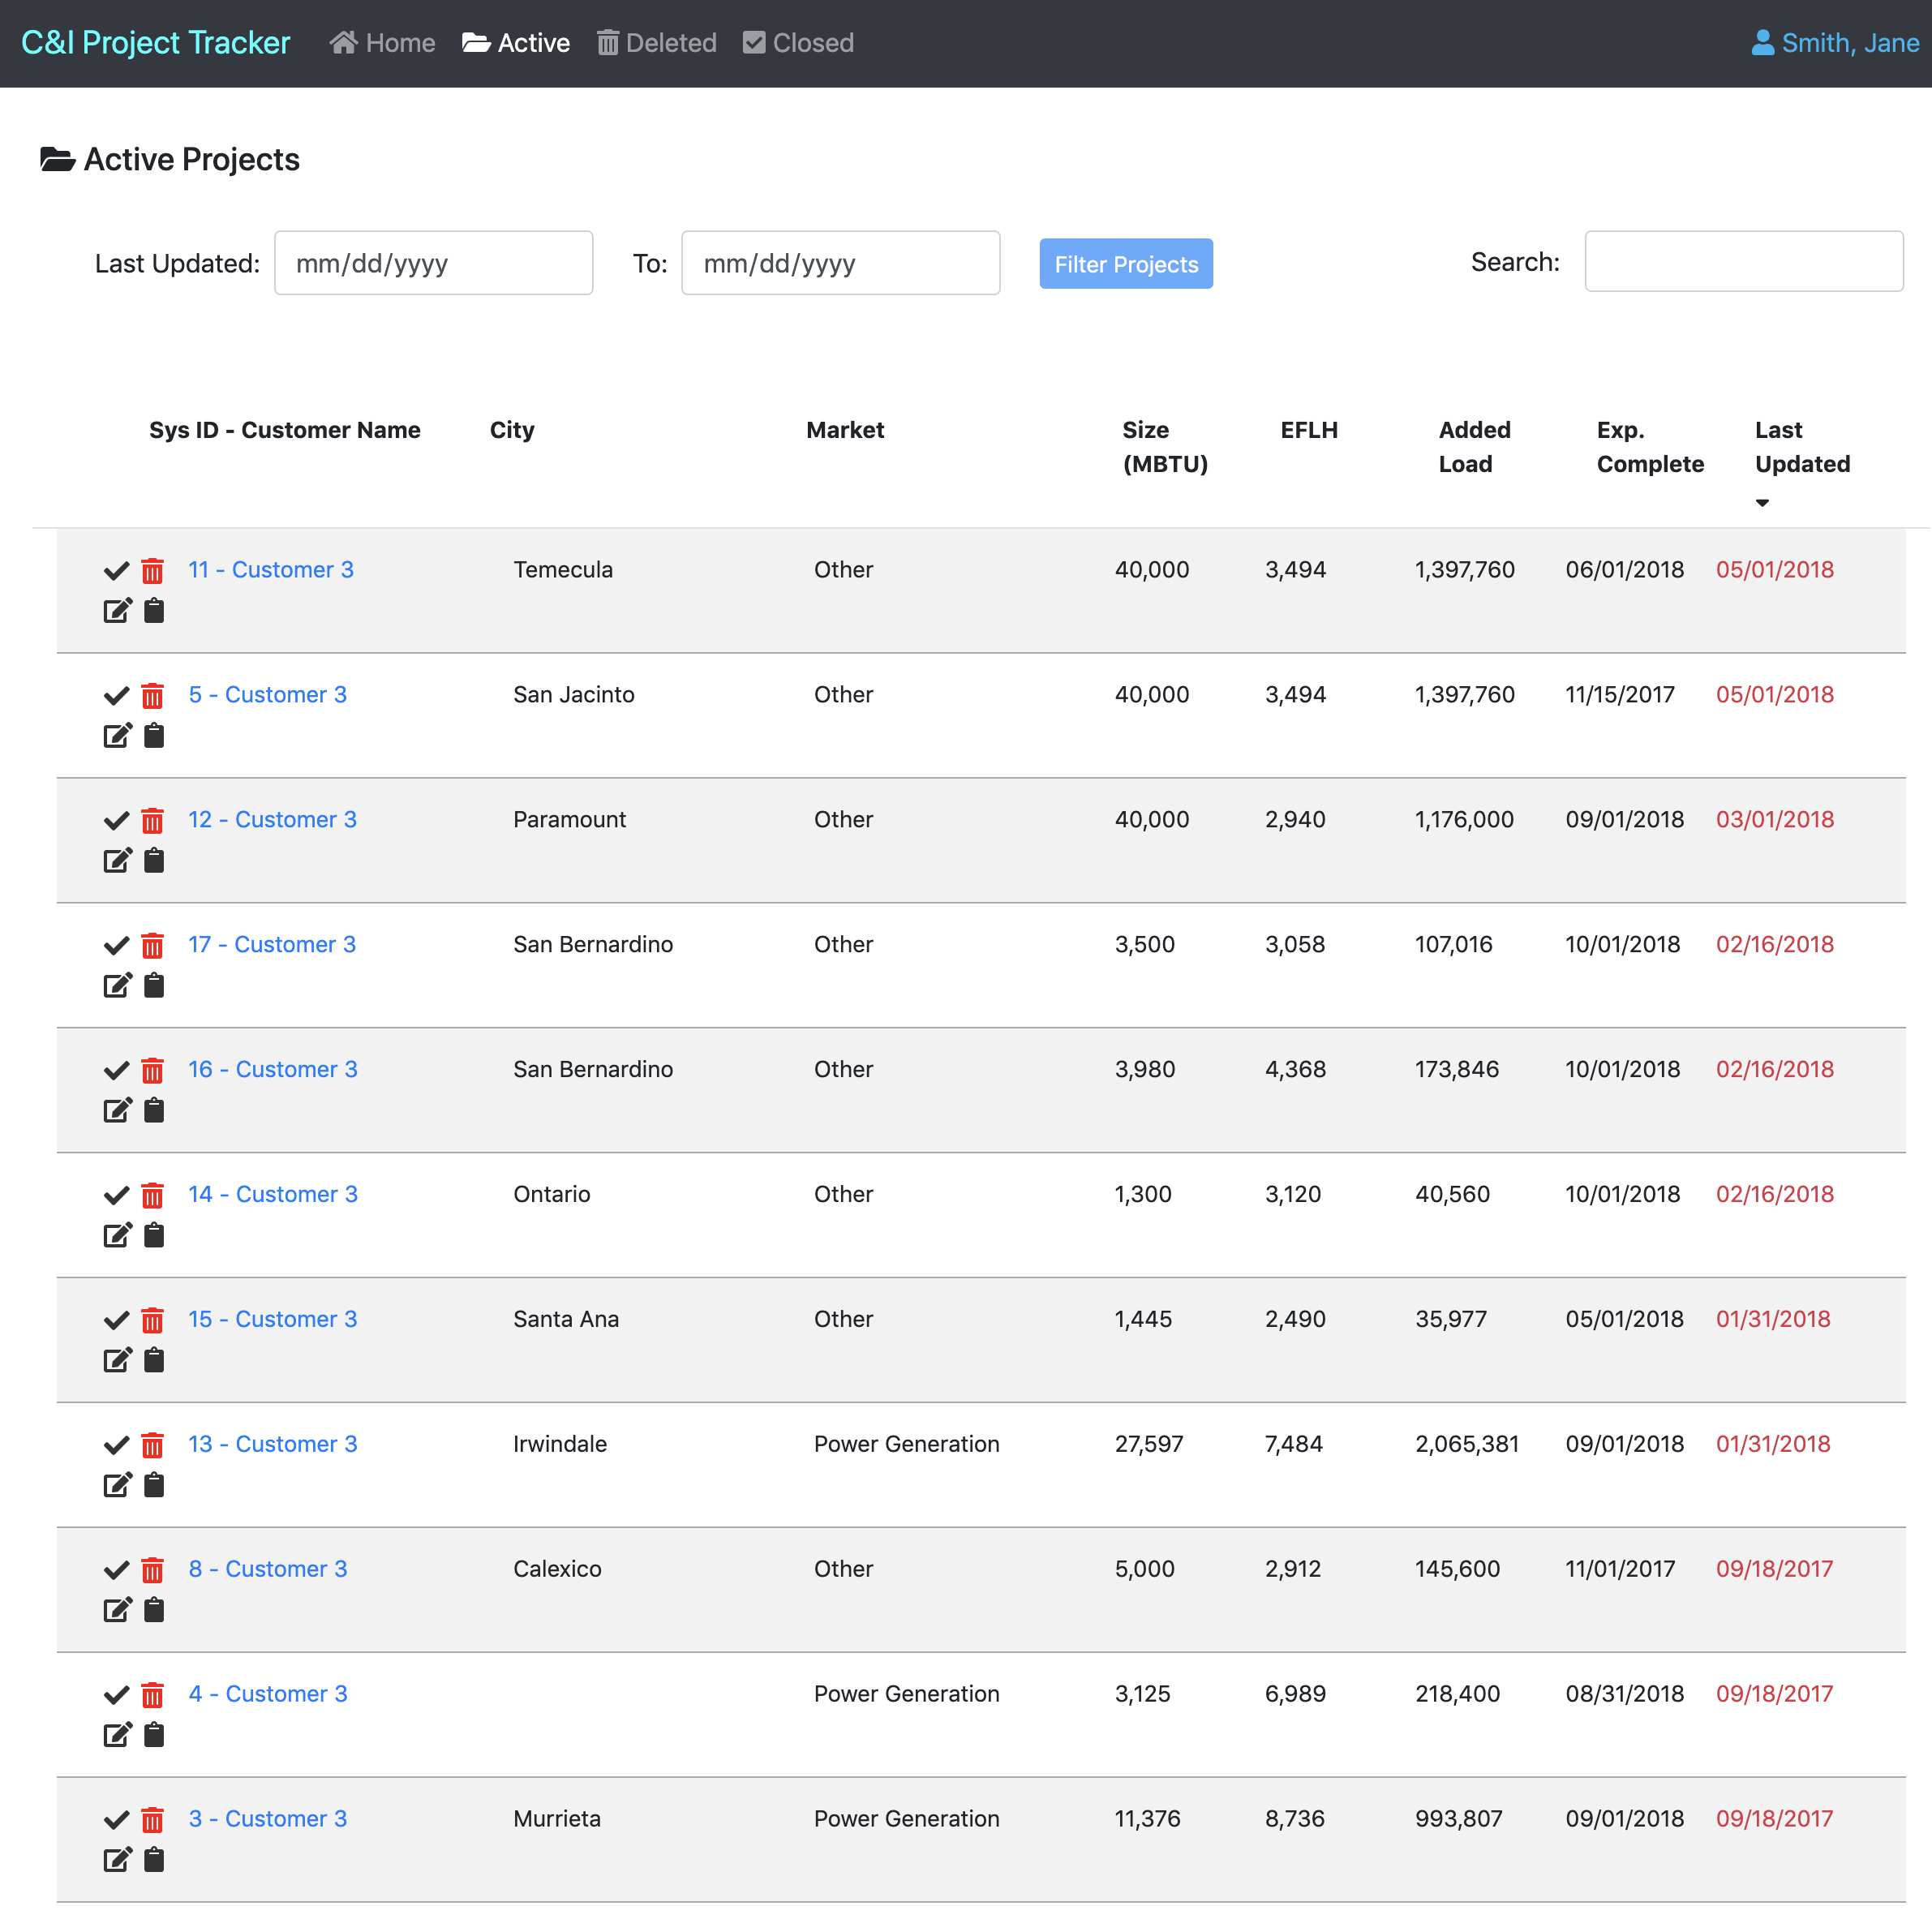 C&I Project Tracker Home Active Deleted Closed Smith, Jane
Active Projects
Last Updated: mm/dd/yyyy To: mm/dd/yyyy Filter Projects Search:
Sys ID - Customer Name City Market Size (MBTU) EFLH Added Load Exp. Complete Last Updated
11 - Customer 3 Temecula Other 40,000 3,494 1,397,760 06/01/2018 05/01/2018
5 - Customer 3 San Jacinto Other 40,000 3,494 1,397,760 11/15/2017 05/01/2018
12 - Customer 3 Paramount Other 40,000 2,940 1,176,000 09/01/2018 03/01/2018
17 - Customer 3 San Bernardino Other 3,500 3,058 107,016 10/01/2018 02/16/2018
16 - Customer 3 San Bernardino Other 3,980 4,368 173,846 10/01/2018 02/16/2018
14 - Customer 3 Ontario Other 1,300 3,120 40,560 10/01/2018 02/16/2018
15 - Customer 3 Santa Ana Other 1,445 2,490 35,977 05/01/2018 01/31/2018
13 - Customer 3 Irwindale Power Generation 27,597 7,484 2,065,381 09/01/2018 01/31/2018
8 - Customer 3 Calexico Other 5,000 2,912 145,600 11/01/2017 09/18/2017
4 - Customer 3 Power Generation 3,125 6,989 218,400 08/31/2018 09/18/2017
3 - Customer 3 Murrieta Power Generation 11,376 8,736 993,807 09/01/2018 09/18/2017